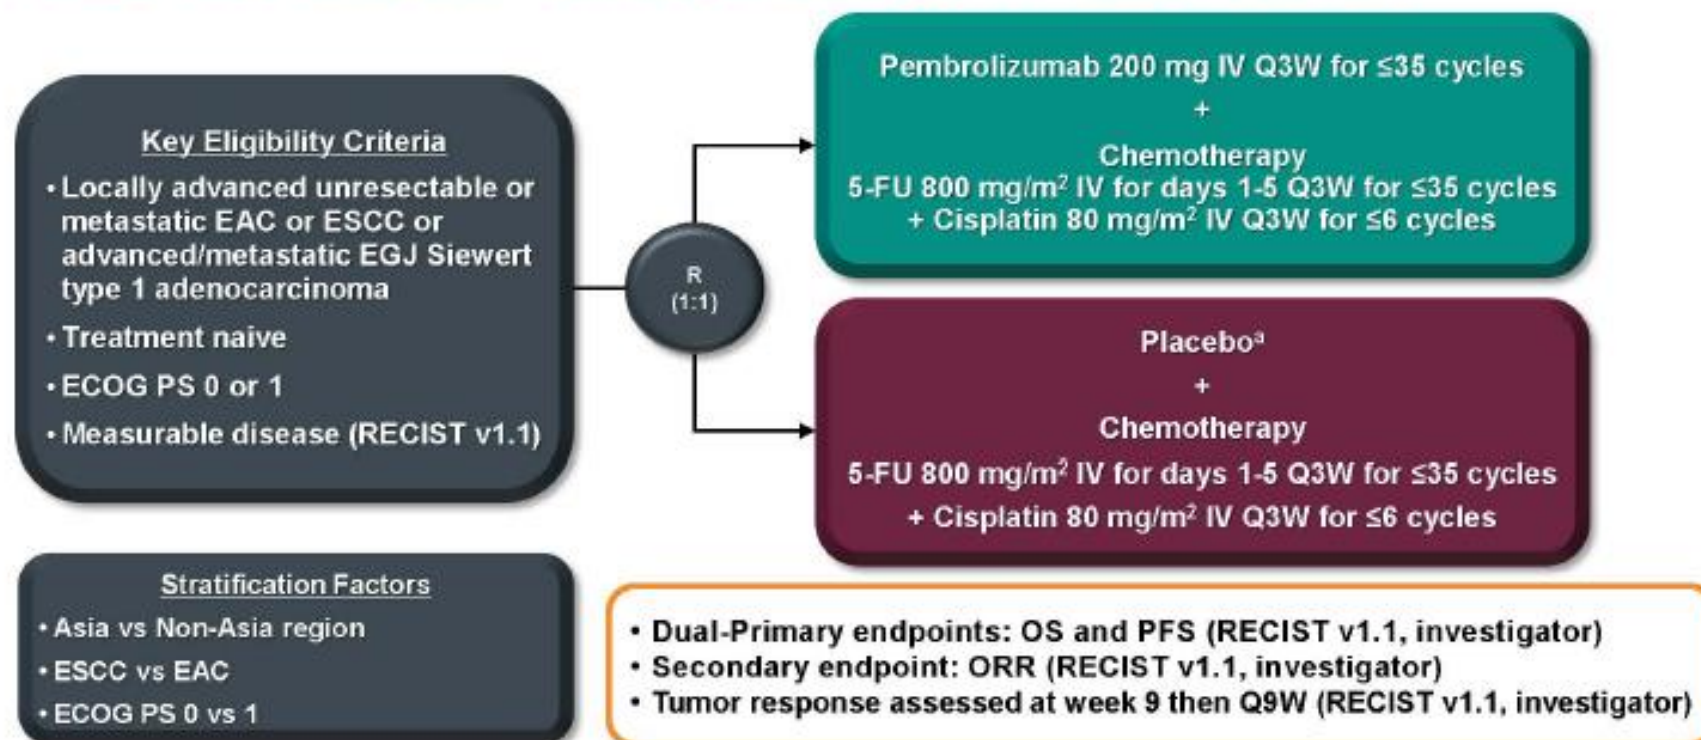 Key Eligibility Criteria
• Locally advanced unresectable or
metastatic EAC or ESCC or
advanced/metastatic EGJ Siewert
type 1 adenocarcinoma
• Treatment naive
• ECOG PS 0 or 1
• Measurable disease (RECIST v1.1)
Stratification Factors
• Asia vs Non-Asia region
• ESCC vs EAC
• ECOG PS 0 vs 1
R
(1:1)
Pembrolizumab 200 mg IV Q3W for ≤35 cycles
+
Chemotherapy
5-FU 800 mg/m² IV for days 1-5 Q3W for ≤35 cycles
+ Cisplatin 80 mg/m² IV Q3W for ≤6 cycles
Placeboᵃ
+
Chemotherapy
5-FU 800 mg/m² IV for days 1-5 Q3W for ≤35 cycles
+ Cisplatin 80 mg/m² IV Q3W for ≤6 cycles
• Dual-Primary endpoints: OS and PFS (RECIST v1.1, investigator)
• Secondary endpoint: ORR (RECIST v1.1, investigator)
• Tumor response assessed at week 9 then Q9W (RECIST v1.1, investigator)